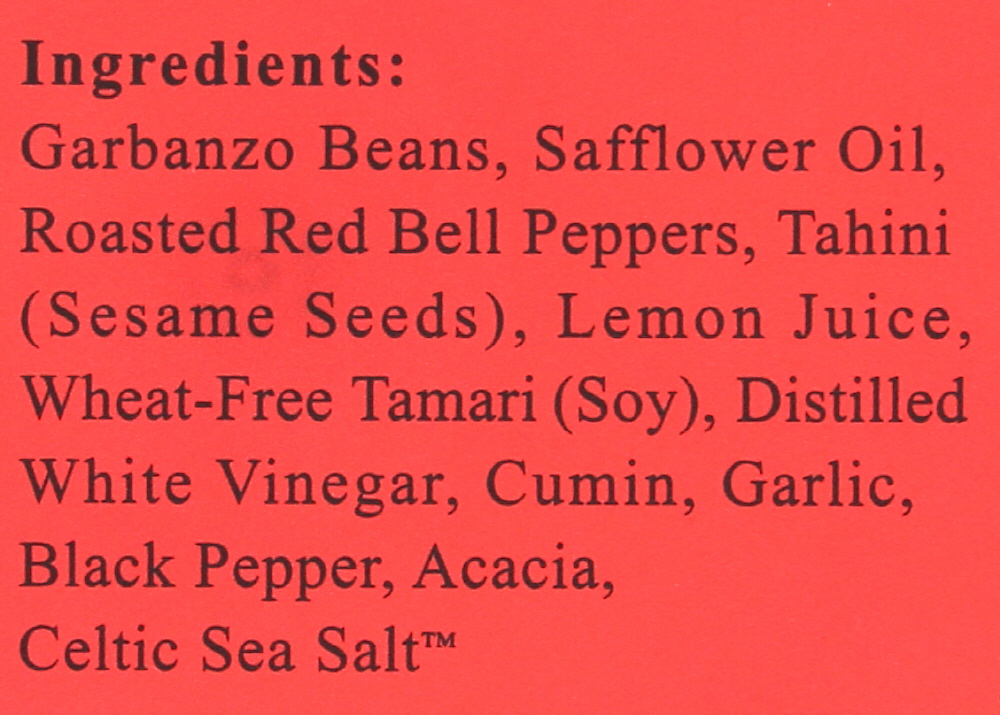 Ingredients:
Garbanzo Beans, Safflower Oil,
Roasted Red Bell Peppers, Tahini
(Sesame Seeds), Lemon Juice,
Wheat-Free Tamari (Soy), Distilled
White Vinegar, Cumin, Garlic,
Black Pepper, Acacia,
Celtic Sea Salt™